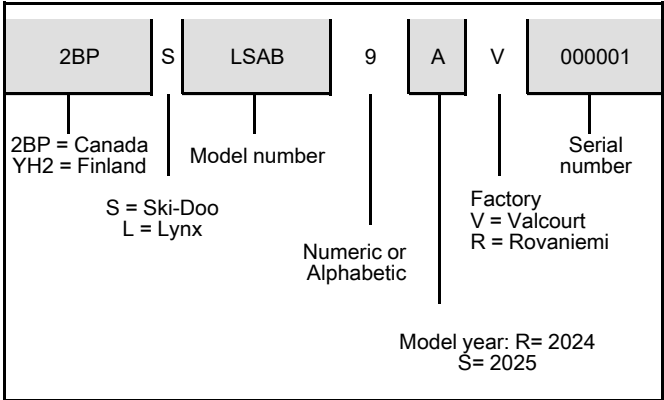 2BP S LSAB 9 A V 000001
2BP = Canada
YH2 = Finland
Model number
Serial
number
S = Ski-Doo
L = Lynx
Factory
V = Valcourt
R = Rovaniemi
Numeric or
Alphabetic
Model year: R= 2024
S= 2025